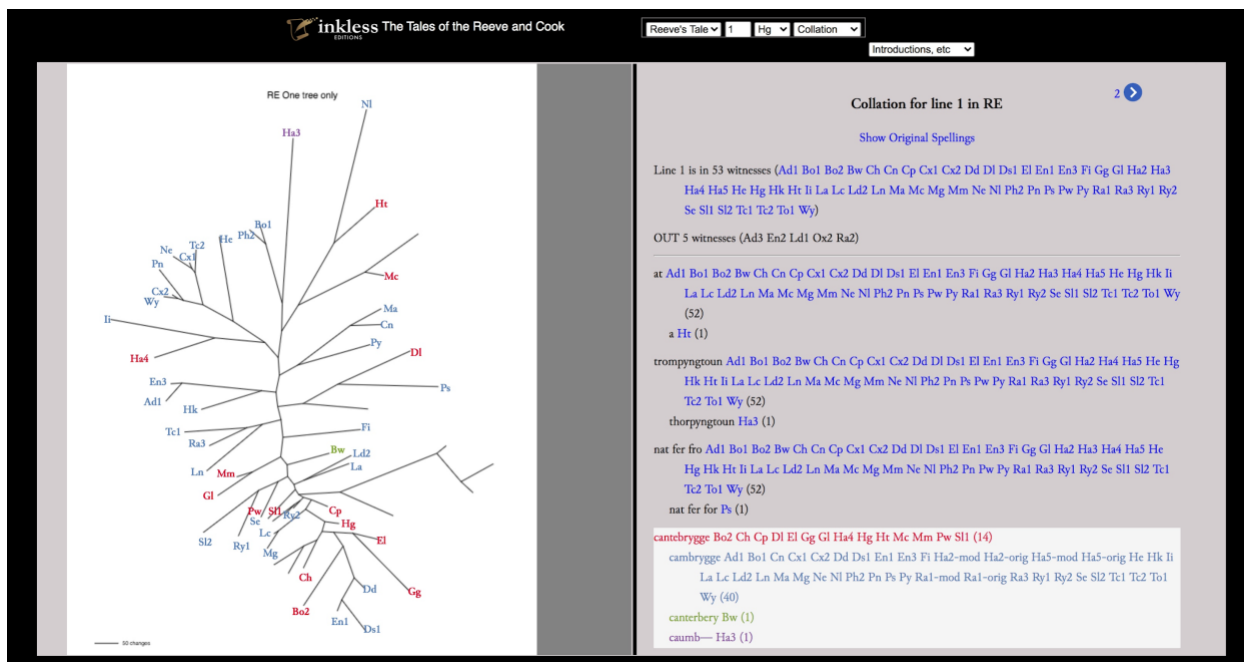 inkless The Tales of the Reeve and Cook
EDITIONS
Reeve's Tale 1 Hg Collation
Introductions, etc
RE One tree only
Nl
Ha3
Ht
Bo1
Ph2
He
Tc2
Ne
Cx1
Pn
Cx2
Wy
Mc
Ii
Ma
Cn
Py
Ha4
Dl
Ps
En3
Ad1
Hk
Tc1
Ra3
Fi
Bw
Ld2
La
Ln
Mm
Gl
Pw
Sl1
Se
Ry2
Cp
Hg
Sl2
Ry1
Lc
Mg
El
Ch
Dd
Gg
Bo2
En1
Ds1
50 changes
2
Collation for line 1 in RE
Show Original Spellings
Line 1 is in 53 witnesses (Ad1 Bo1 Bo2 Bw Ch Cn Cp Cx1 Cx2 Dd Dl Ds1 El En1 En3 Fi Gg Gl Ha2 Ha3
Ha4 Ha5 He Hg Hk Ht Ii La Lc Ld2 Ln Ma Mc Mg Mm Ne Nl Ph2 Pn Ps Pw Py Ra1 Ra3 Ry1 Ry2
Se Sl1 Sl2 Tc1 Tc2 To1 Wy)
OUT 5 witnesses (Ad3 En2 Ld1 Ox2 Ra2)
at Ad1 Bo1 Bo2 Bw Ch Cn Cp Cx1 Cx2 Dd Dl Ds1 El En1 En3 Fi Gg Gl Ha2 Ha3 Ha4 Ha5 He Hg Hk Ii
La Lc Ld2 Ln Ma Mc Mg Mm Ne Nl Ph2 Pn Ps Pw Py Ra1 Ra3 Ry1 Ry2 Se Sl1 Sl2 Tc1 Tc2 To1 Wy
(52)
a Ht (1)
trompyngtoun Ad1 Bo1 Bo2 Bw Ch Cn Cp Cx1 Cx2 Dd Dl Ds1 El En1 En3 Fi Gg Gl Ha2 Ha4 Ha5 He Hg
Hk Ht Ii La Lc Ld2 Ln Ma Mc Mg Mm Ne Nl Ph2 Pn Ps Pw Py Ra1 Ra3 Ry1 Ry2 Se Sl1 Sl2 Tc1
Tc2 To1 Wy (52)
thorpyngtoun Ha3 (1)
nat fer fro Ad1 Bo1 Bo2 Bw Ch Cn Cp Cx1 Cx2 Dd Dl Ds1 El En1 En3 Fi Gg Gl Ha2 Ha3 Ha4 Ha5 He
Hg Hk Ht Ii La Lc Ld2 Ln Ma Mc Mg Mm Ne Nl Ph2 Pn Pw Py Ra1 Ra3 Ry1 Ry2 Se Sl1 Sl2 Tc1
Tc2 To1 Wy (52)
nat fer for Ps (1)
cantebrygge Bo2 Ch Cp Dl El Gg Gl Ha4 Hg Ht Mc Mm Pw Sl1 (14)
cambrygge Ad1 Bo1 Cn Cx1 Cx2 Dd Ds1 En1 En3 Fi Ha2-mod Ha2-orig Ha5-mod Ha5-orig He Hk Ii
La Lc Ld2 Ln Ma Mg Ne Nl Ph2 Pn Ps Py Ra1-mod Ra1-orig Ra3 Ry1 Ry2 Se Sl2 Tc1 Tc2 To1
Wy (40)
canterbery Bw (1)
caumb— Ha3 (1)